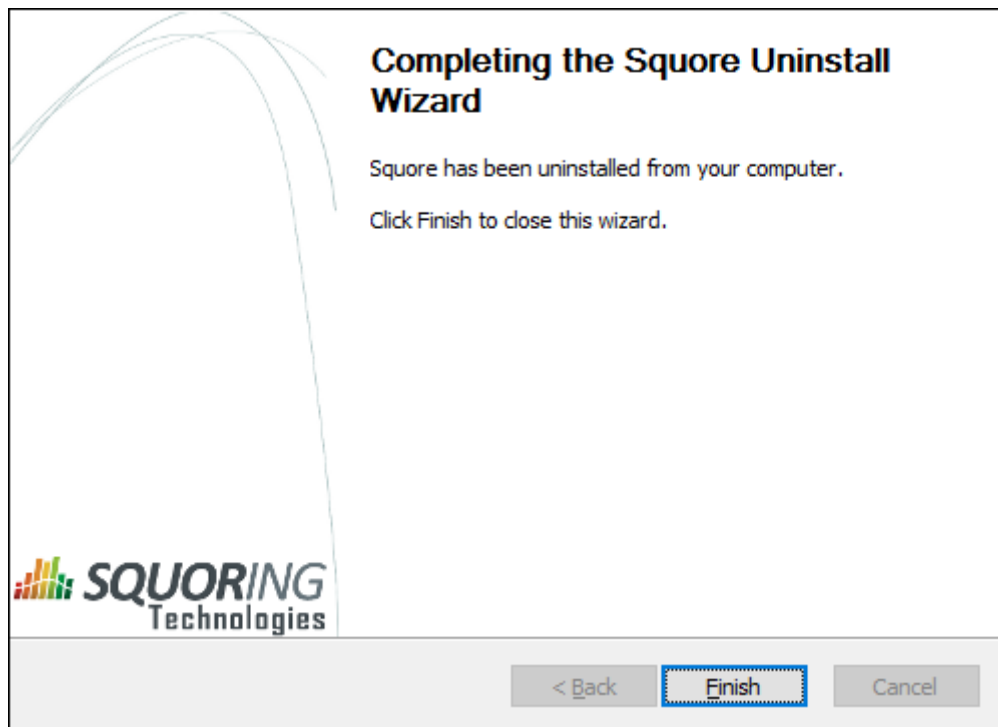 Completing the Squore Uninstall
Wizard
Squore has been uninstalled from your computer.
Click Finish to close this wizard.
SQUORING
Technologies
< Back
Finish
Cancel